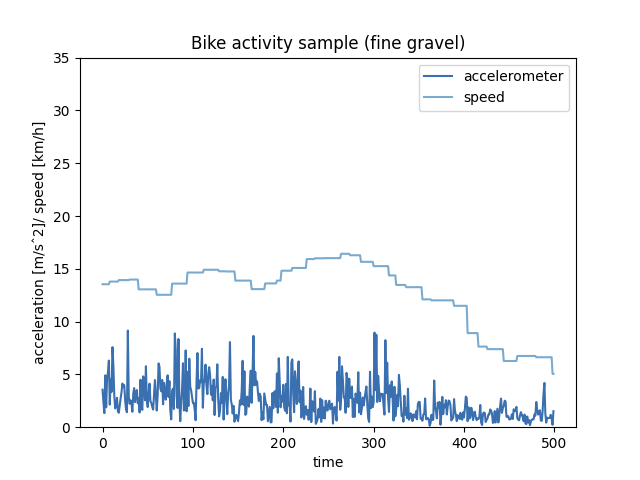 Bike activity sample (fine gravel)
accelerometer
speed
acceleration [m/s^2]/ speed [km/h]
35
30
25
20
15
10
5
0
0 100 200 300 400 500
time